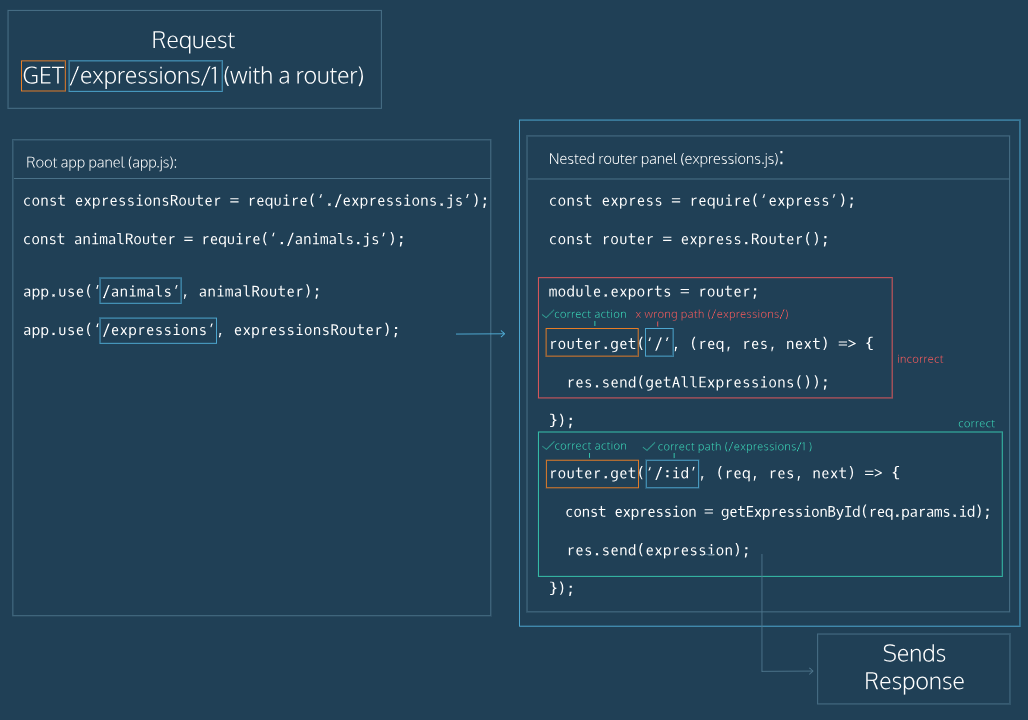 Request
GET /expressions/1 (with a router)
Root app panel (app.js):
const expressionsRouter = require(‘./expressions.js’);
const animalRouter = require(‘./animals.js’);
app.use(‘/animals’, animalRouter);
app.use(‘/expressions’, expressionsRouter);
Nested router panel (expressions.js):
const express = require(‘express’);
const router = express.Router();
module.exports = router;
✓correct action x wrong path (/expressions/)
router.get(‘/’, (req, res, next) => {
incorrect
res.send(getAllExpressions());
});
correct
✓correct action ✓ correct path (/expressions/1)
router.get(‘/:id’, (req, res, next) => {
const expression = getExpressionById(req.params.id);
res.send(expression);
});
Sends
Response